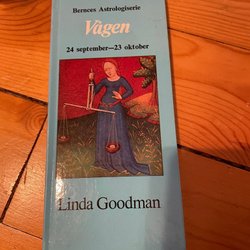 Bernces Astrologiserie
Vågen
24 september—23 oktober
Linda Goodman